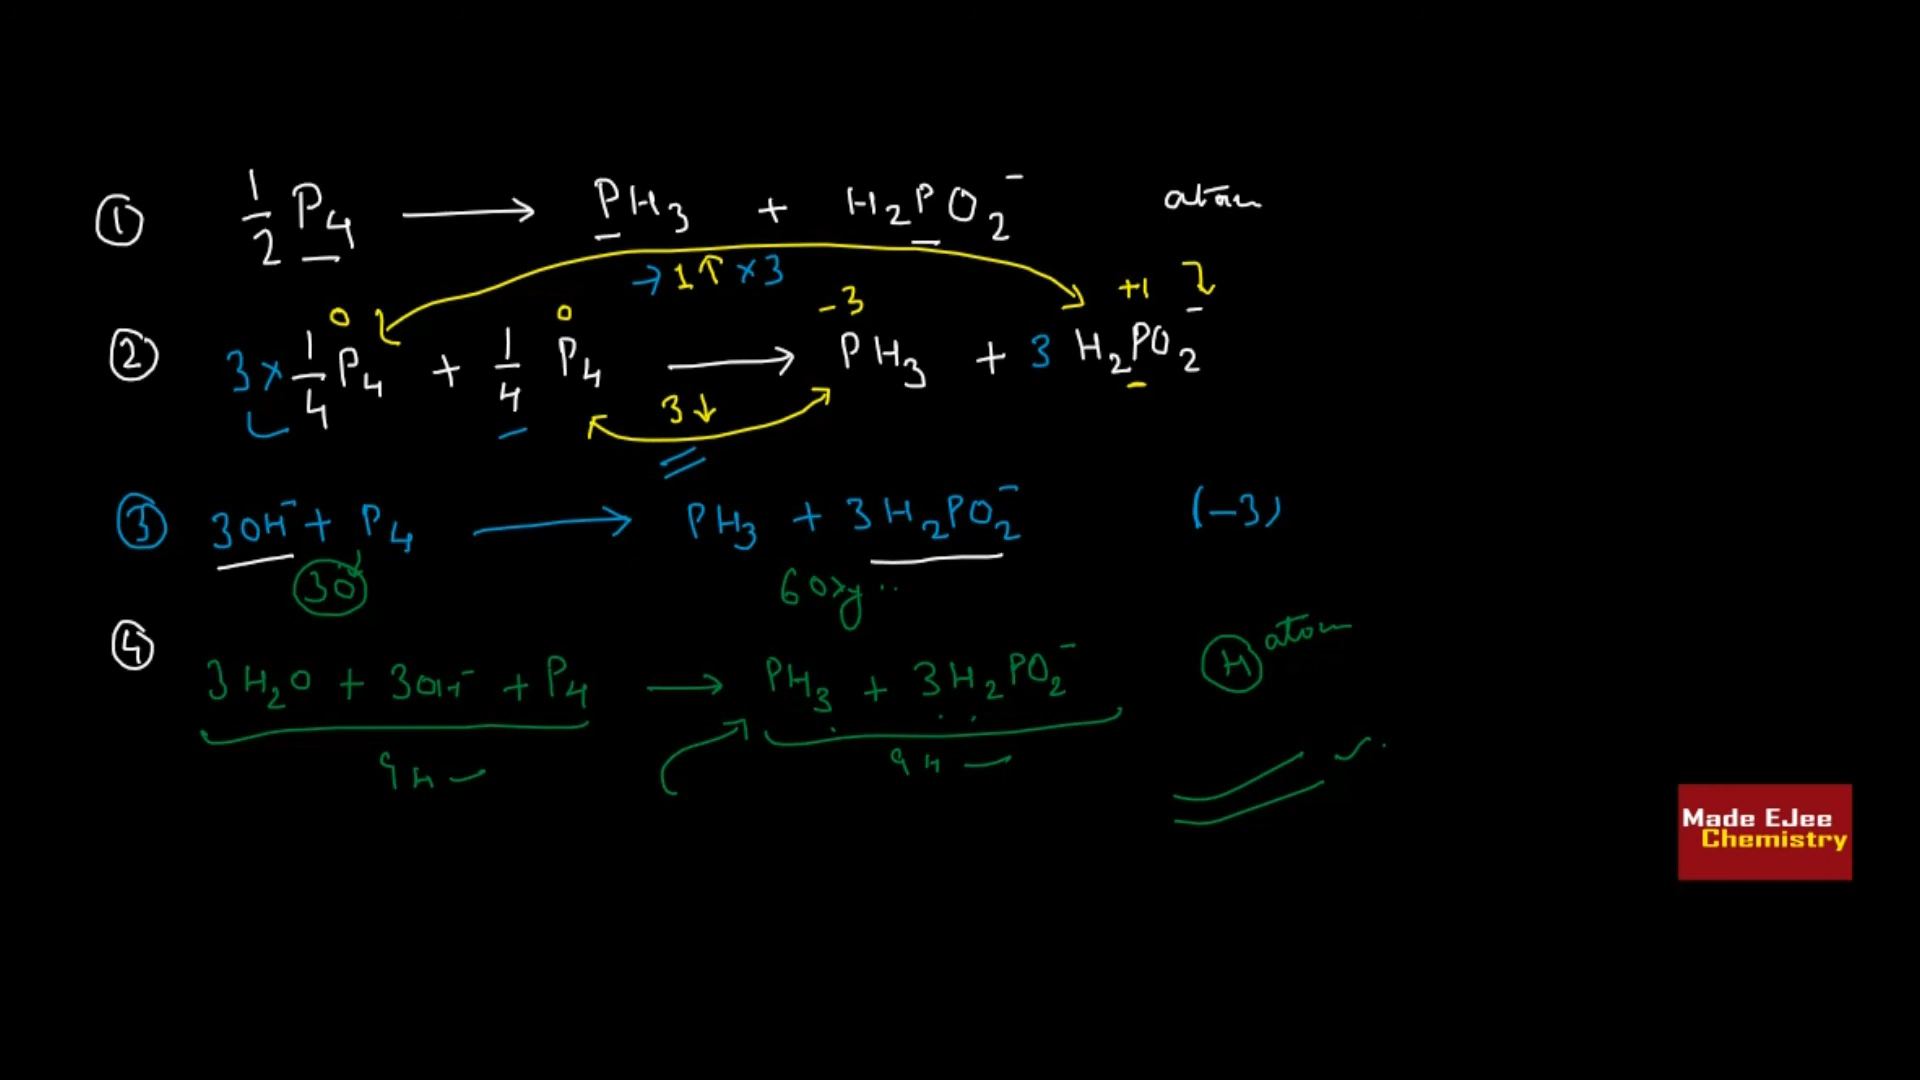 ① 1/2 P₄ ⟶ PH₃ + H₂PO₂⁻ atom
→ 1↑ ×3
0 0 -3 +1
② 3× 1/4 P₄ + 1/4 P₄ ⟶ PH₃ + 3 H₂PO₂⁻
3↓
③ 3OH⁻ + P₄ ⟶ PH₃ + 3H₂PO₂⁻ (-3)
30 6 oxy ..
④ 3H₂O + 3OH⁻ + P₄ ⟶ PH₃ + 3H₂PO₂⁻ H atom
9H 9H
Made EJee
Chemistry